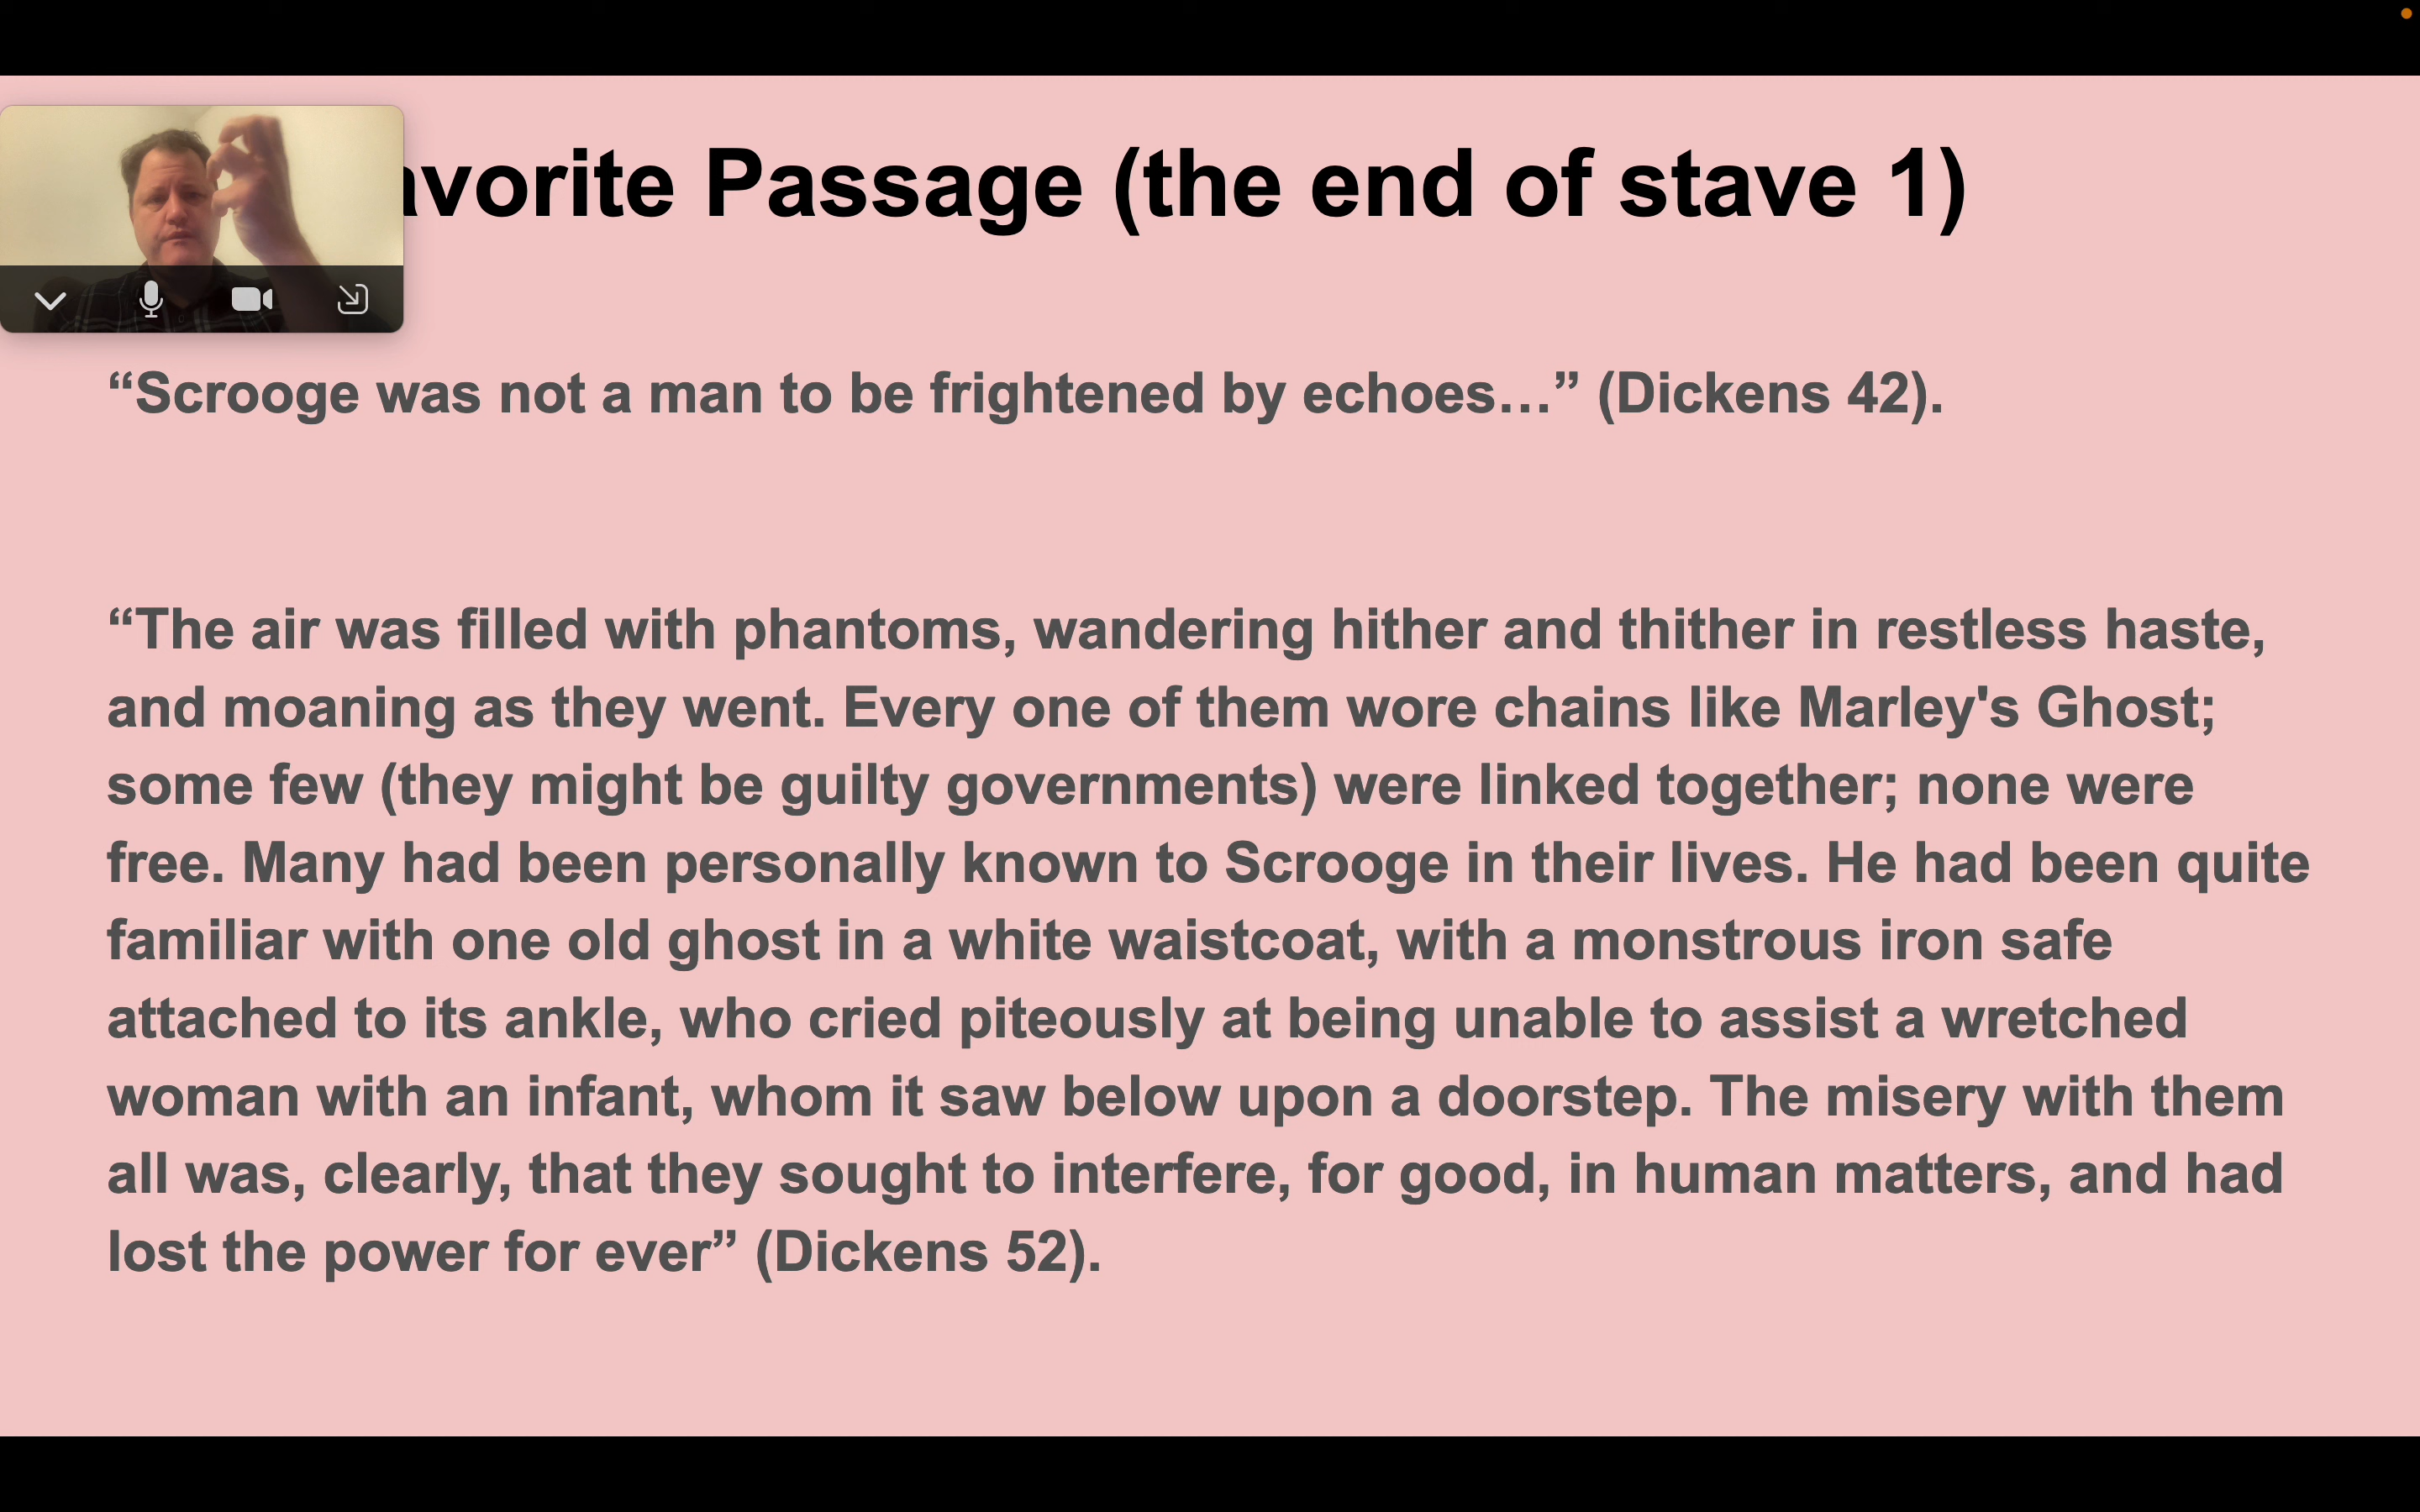 avorite Passage (the end of stave 1)
“Scrooge was not a man to be frightened by echoes…” (Dickens 42).
“The air was filled with phantoms, wandering hither and thither in restless haste,
and moaning as they went. Every one of them wore chains like Marley's Ghost;
some few (they might be guilty governments) were linked together; none were
free. Many had been personally known to Scrooge in their lives. He had been quite
familiar with one old ghost in a white waistcoat, with a monstrous iron safe
attached to its ankle, who cried piteously at being unable to assist a wretched
woman with an infant, whom it saw below upon a doorstep. The misery with them
all was, clearly, that they sought to interfere, for good, in human matters, and had
lost the power for ever” (Dickens 52).